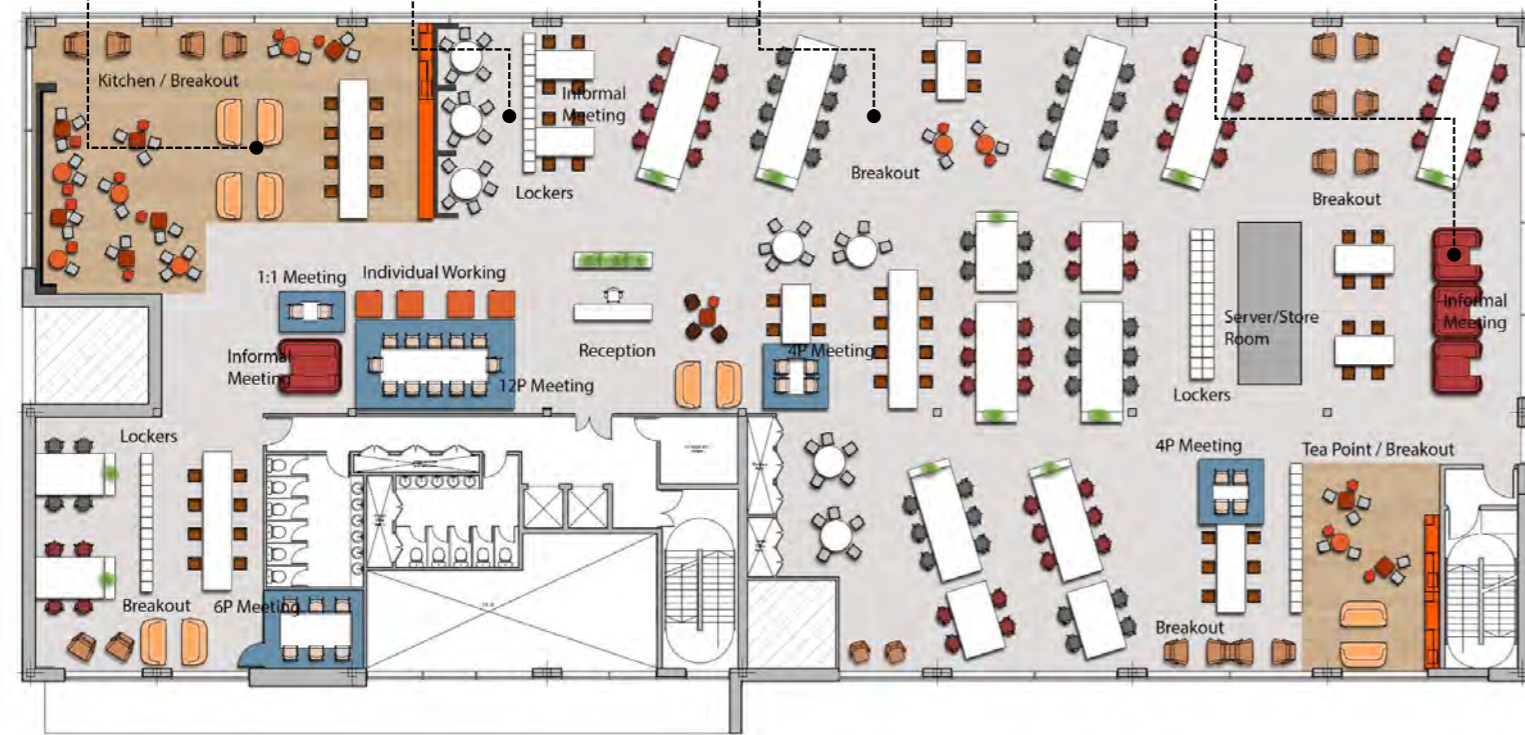 Kitchen / Breakout
Informal
Meeting
Lockers
Breakout
Breakout
1:1 Meeting
Individual Working
Informal
Meeting
12P Meeting
Reception
4P Meeting
Server/Store
Room
Informal
Meeting
Lockers
Lockers
4P Meeting
Tea Point / Breakout
Breakout
6P Meeting
Breakout